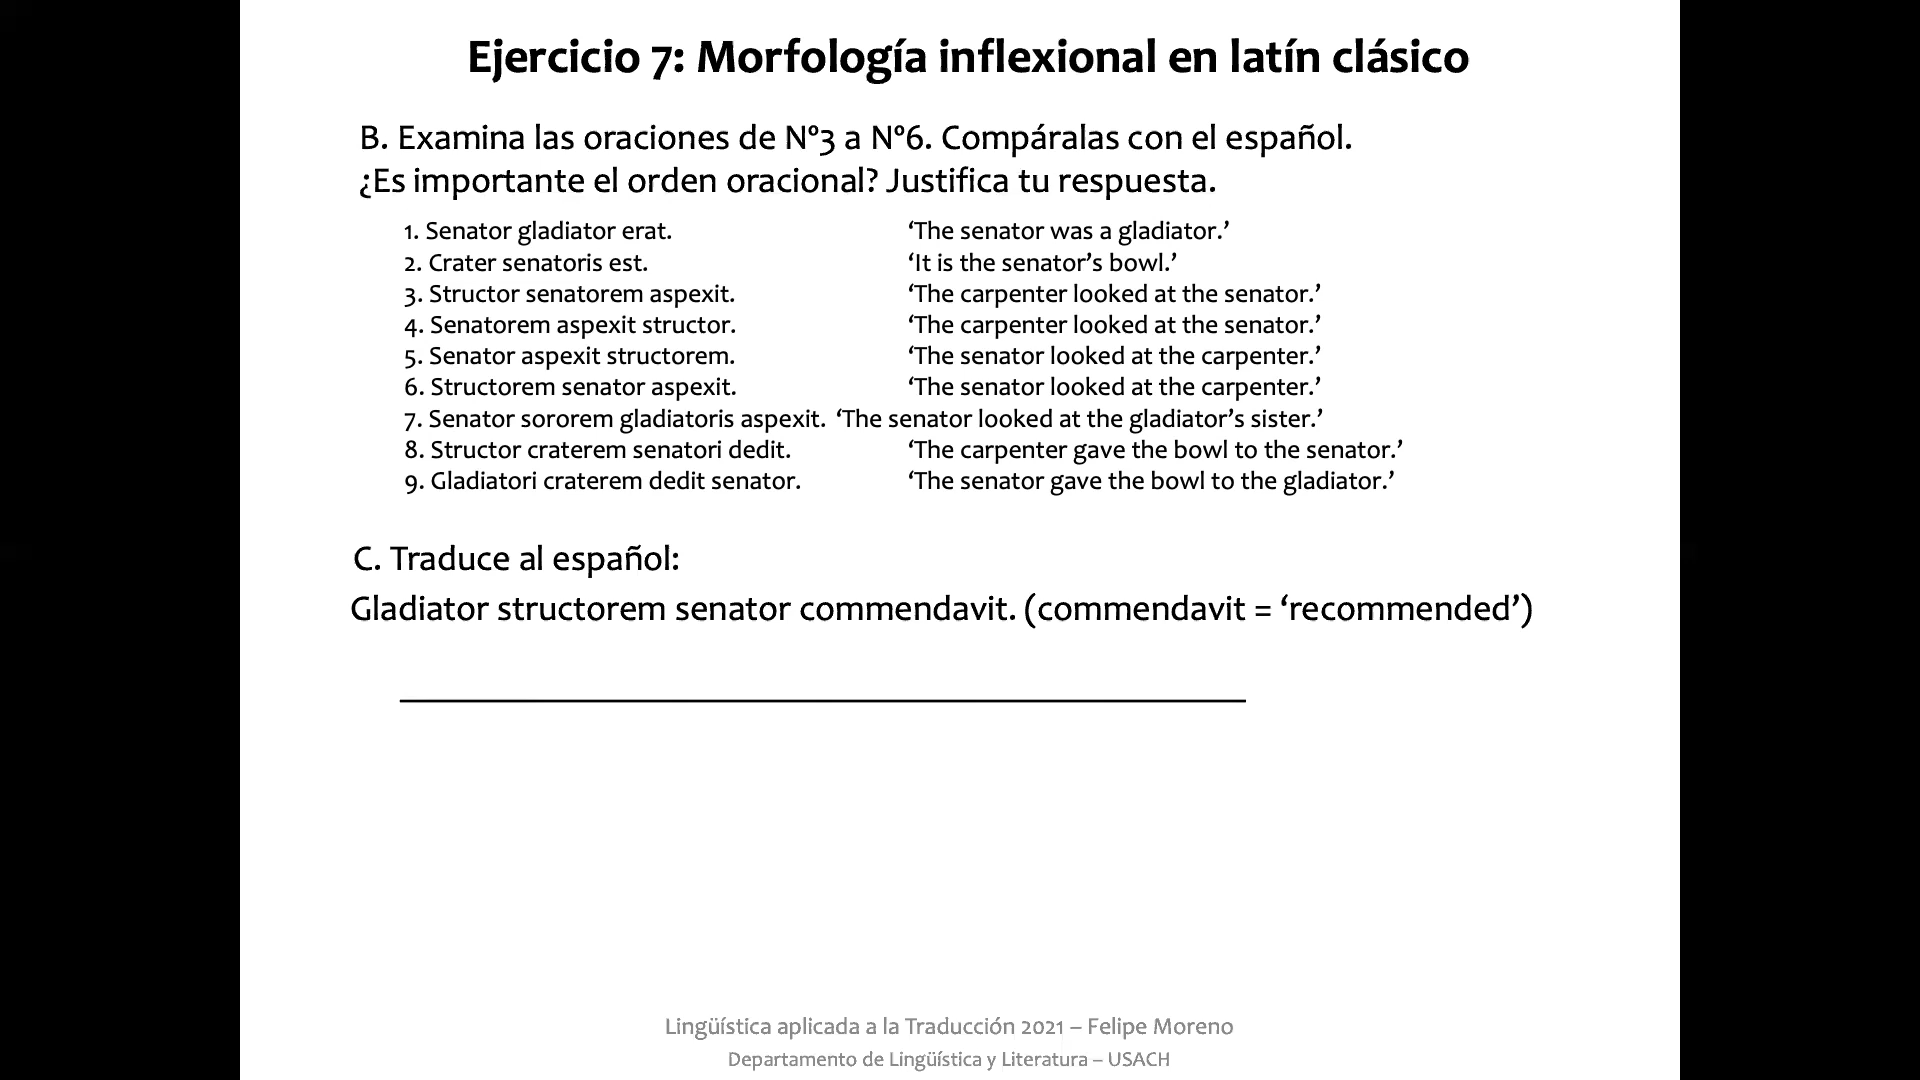 Ejercicio 7: Morfología inflexional en latín clásico
B. Examina las oraciones de Nº3 a Nº6. Compáralas con el español.
¿Es importante el orden oracional? Justifica tu respuesta.
1. Senator gladiator erat. ‘The senator was a gladiator.’
2. Crater senatoris est. ‘It is the senator’s bowl.’
3. Structor senatorem aspexit. ‘The carpenter looked at the senator.’
4. Senatorem aspexit structor. ‘The carpenter looked at the senator.’
5. Senator aspexit structorem. ‘The senator looked at the carpenter.’
6. Structorem senator aspexit. ‘The senator looked at the carpenter.’
7. Senator sororem gladiatoris aspexit. ‘The senator looked at the gladiator’s sister.’
8. Structor craterem senatori dedit. ‘The carpenter gave the bowl to the senator.’
9. Gladiatori craterem dedit senator. ‘The senator gave the bowl to the gladiator.’
C. Traduce al español:
Gladiator structorem senator commendavit. (commendavit = ‘recommended’)
Lingüística aplicada a la Traducción 2021 – Felipe Moreno
Departamento de Lingüística y Literatura – USACH